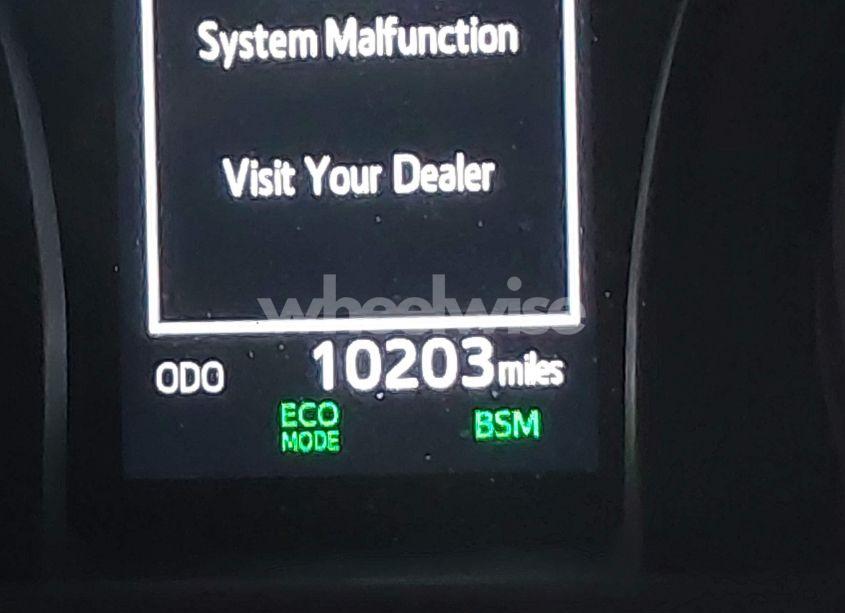 System Malfunction
Visit Your Dealer
wheelwise
ODO 10203 miles
ECO MODE
BSM